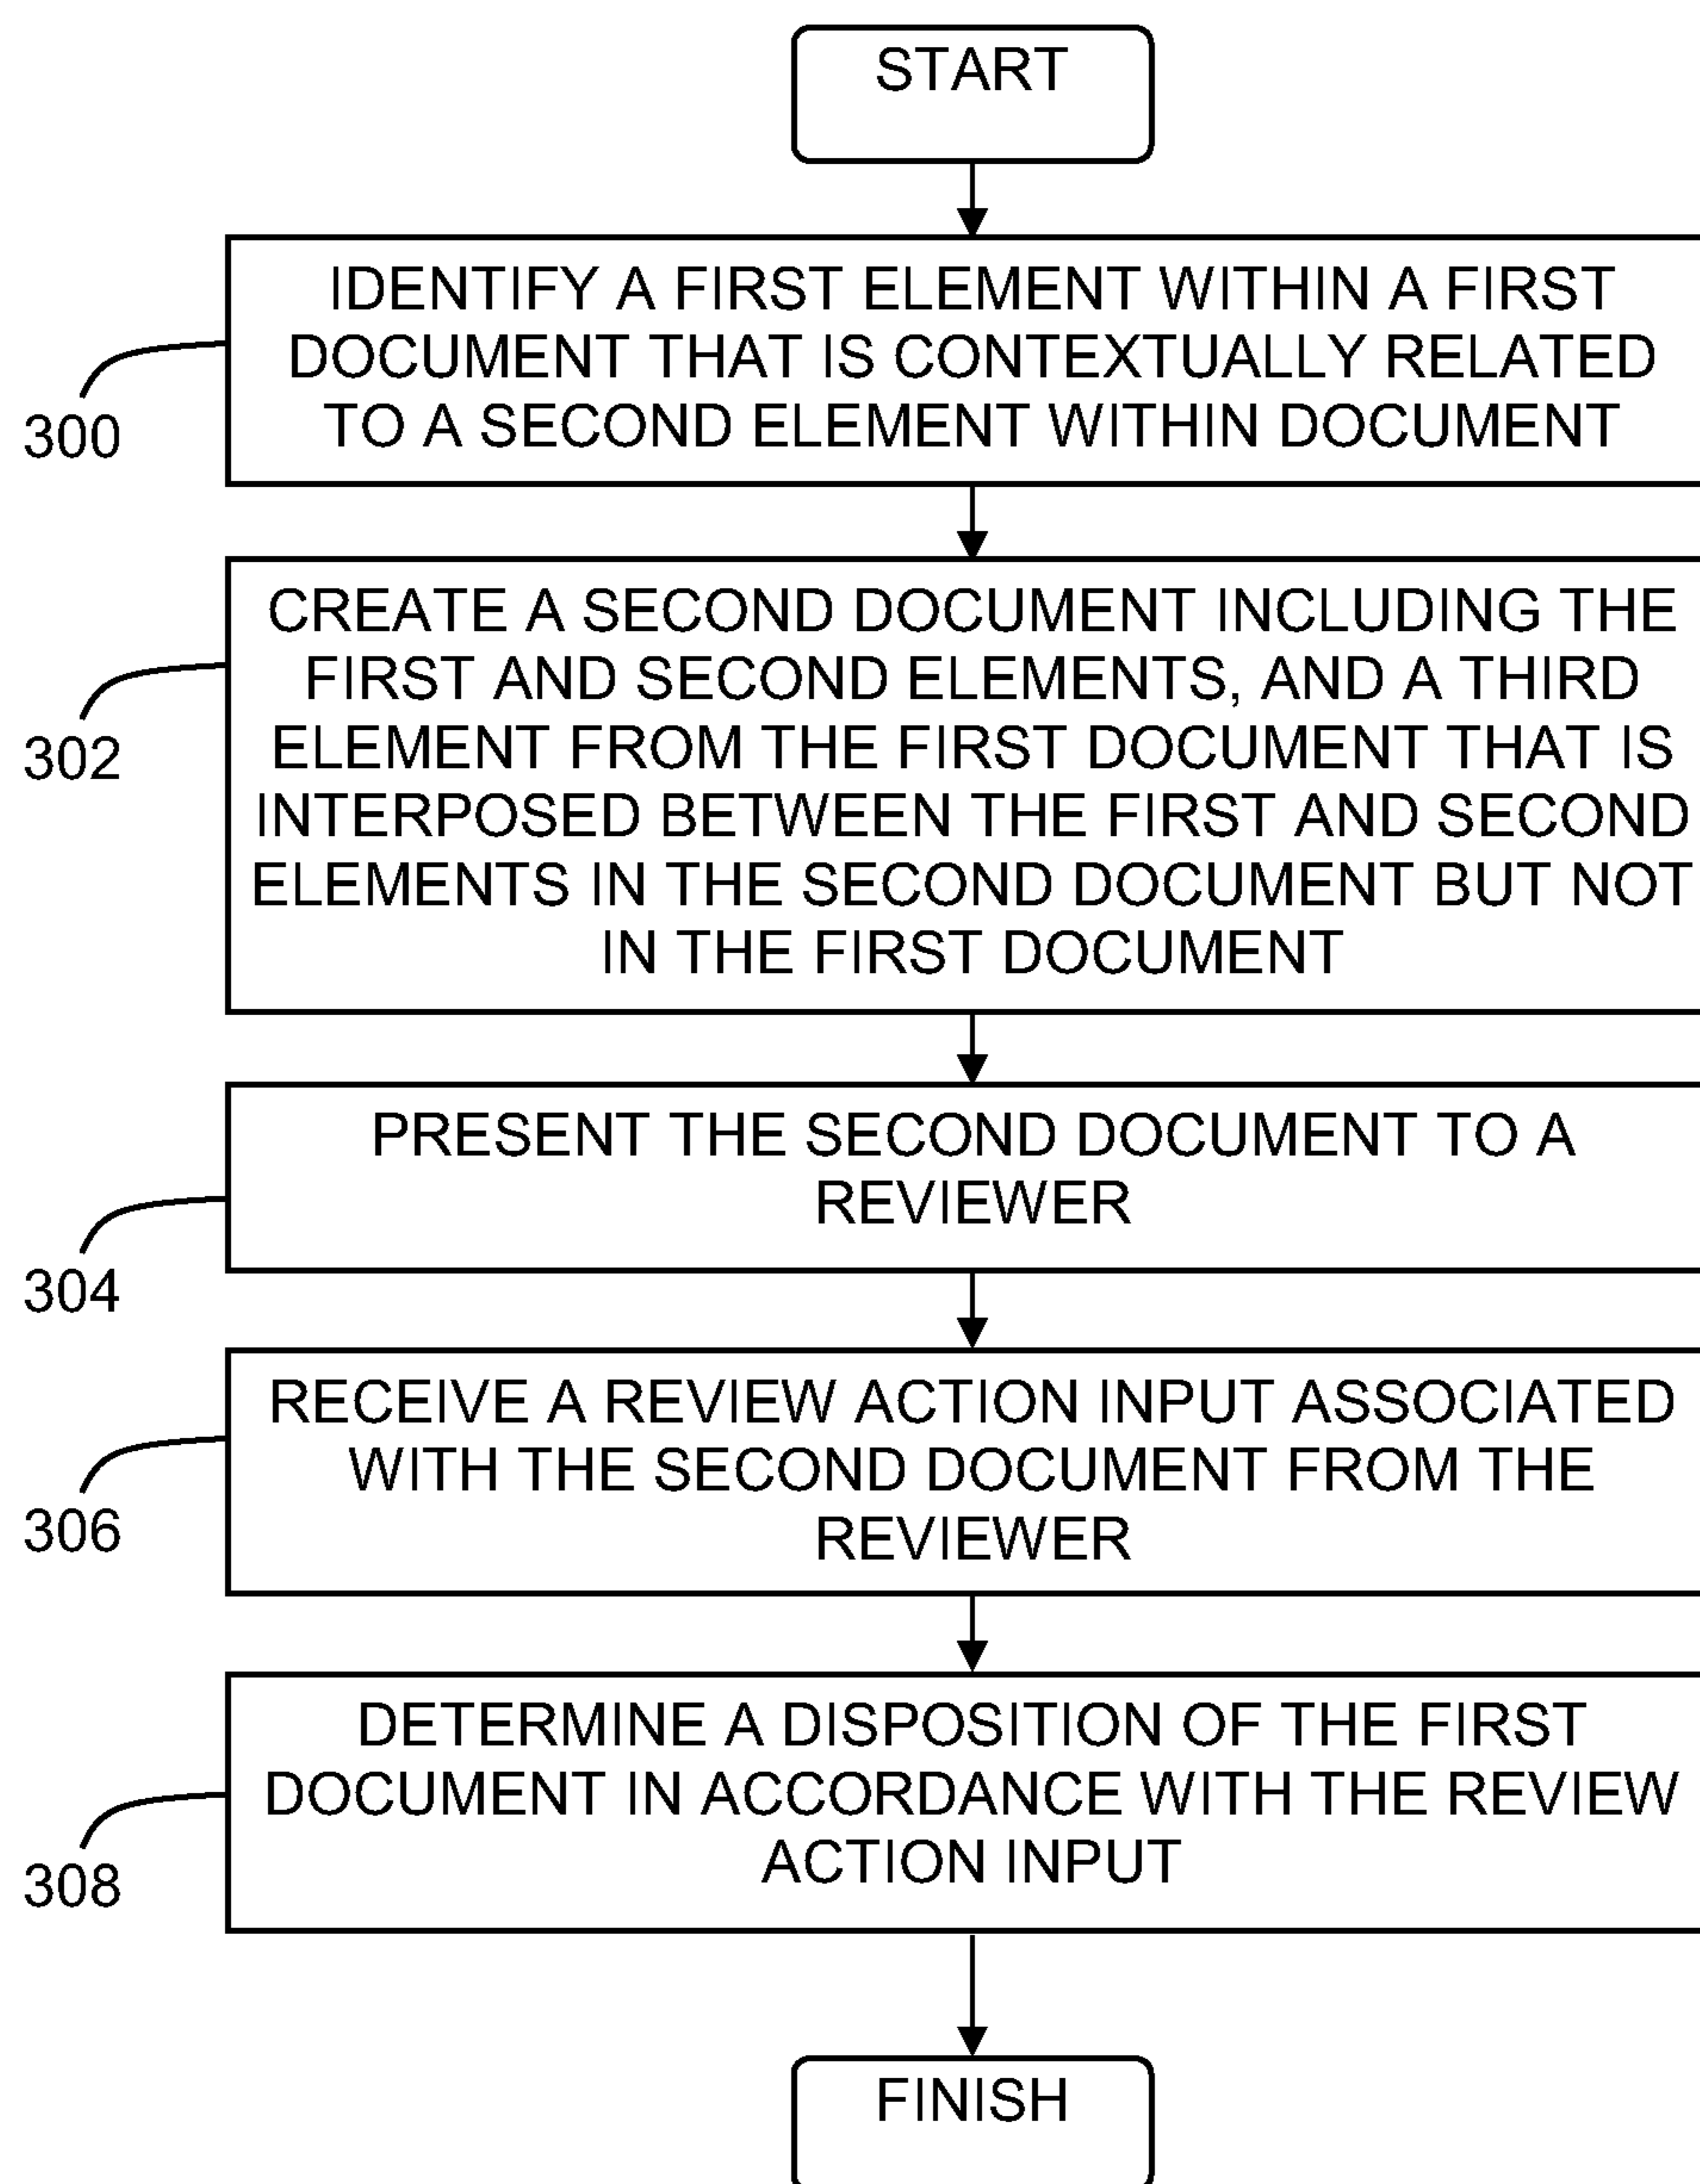 START
IDENTIFY A FIRST ELEMENT WITHIN A FIRST
DOCUMENT THAT IS CONTEXTUALLY RELATED
TO A SECOND ELEMENT WITHIN DOCUMENT
300
CREATE A SECOND DOCUMENT INCLUDING THE
FIRST AND SECOND ELEMENTS, AND A THIRD
ELEMENT FROM THE FIRST DOCUMENT THAT IS
INTERPOSED BETWEEN THE FIRST AND SECOND
ELEMENTS IN THE SECOND DOCUMENT BUT NOT
IN THE FIRST DOCUMENT
302
PRESENT THE SECOND DOCUMENT TO A
REVIEWER
304
RECEIVE A REVIEW ACTION INPUT ASSOCIATED
WITH THE SECOND DOCUMENT FROM THE
REVIEWER
306
DETERMINE A DISPOSITION OF THE FIRST
DOCUMENT IN ACCORDANCE WITH THE REVIEW
ACTION INPUT
308
FINISH